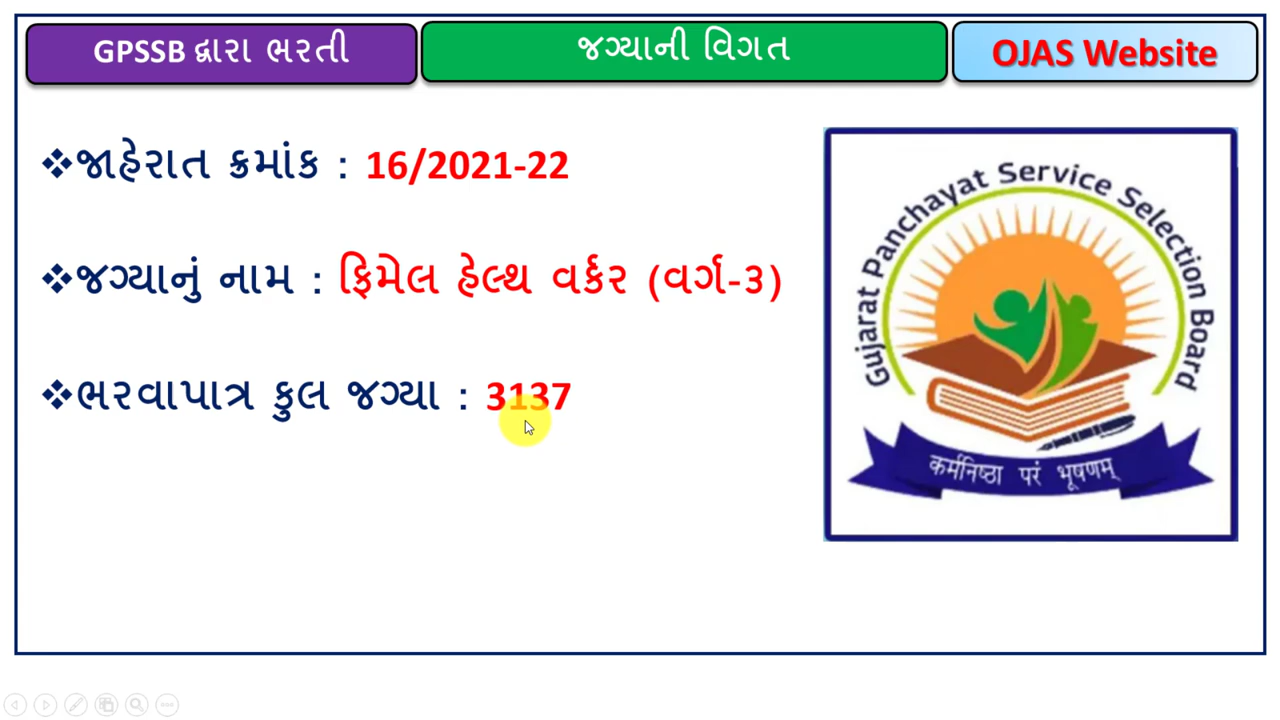 GPSSB દ્વારા ભરતી
જગ્યાની વિગત
OJAS Website
❖જાહેરાત ક્રમાંક : 16/2021-22
❖જગ્યાનું નામ : ફિમેલ હેલ્થ વર્કર (વર્ગ-૩)
❖ભરવાપાત્ર કુલ જગ્યા : 3137
Gujarat Panchayat Service Selection Board
कर्मनिष्ठा परं भूषणम्